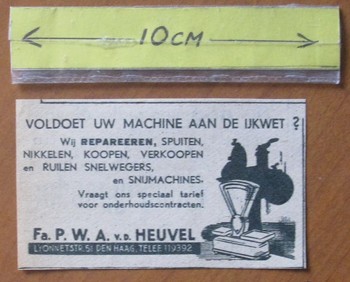 10CM
VOLDOET UW MACHINE AAN DE IJKWET ?
Wij REPAREEREN, SPUITEN,
NIKKELEN, KOOPEN, VERKOOPEN
en RUILEN SNELWEGERS,
en SNIJMACHINES.
Vraagt ons speciaal tarief
voor onderhoudscontracten.
Fa. P. W. A. v.d. HEUVEL
LYONNETSTR. 51 DEN HAAG, TELEF. 119392